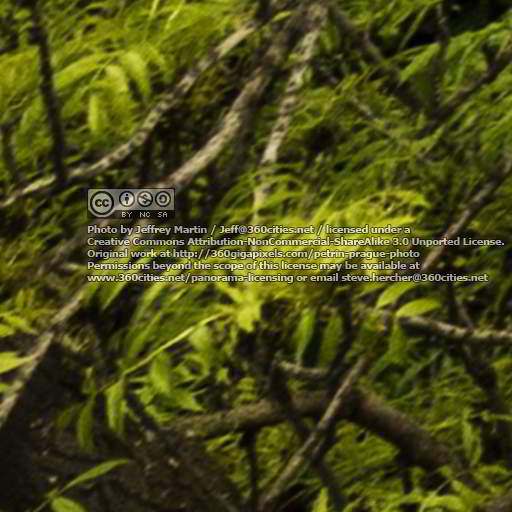 cc
BY NC SA
Photo by Jeffrey Martin / Jeff@360cities.net / licensed under a
Creative Commons Attribution-NonCommercial-ShareAlike 3.0 Unported License.
Original work at http://360gigapixels.com/petrin-prague-photo
Permissions beyond the scope of this license may be available at
www.360cities.net/panorama-licensing or email steve.hercher@360cities.net